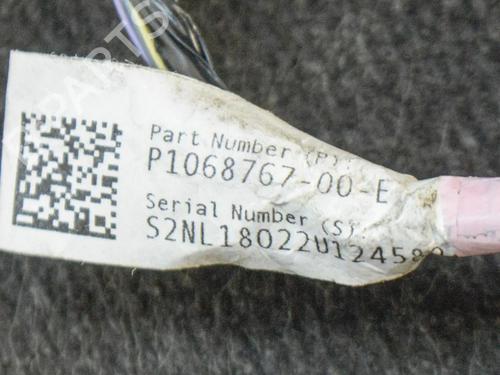 Part Number (P):
P1068767-00-E
Serial Number (S):
S2NL18022U12458